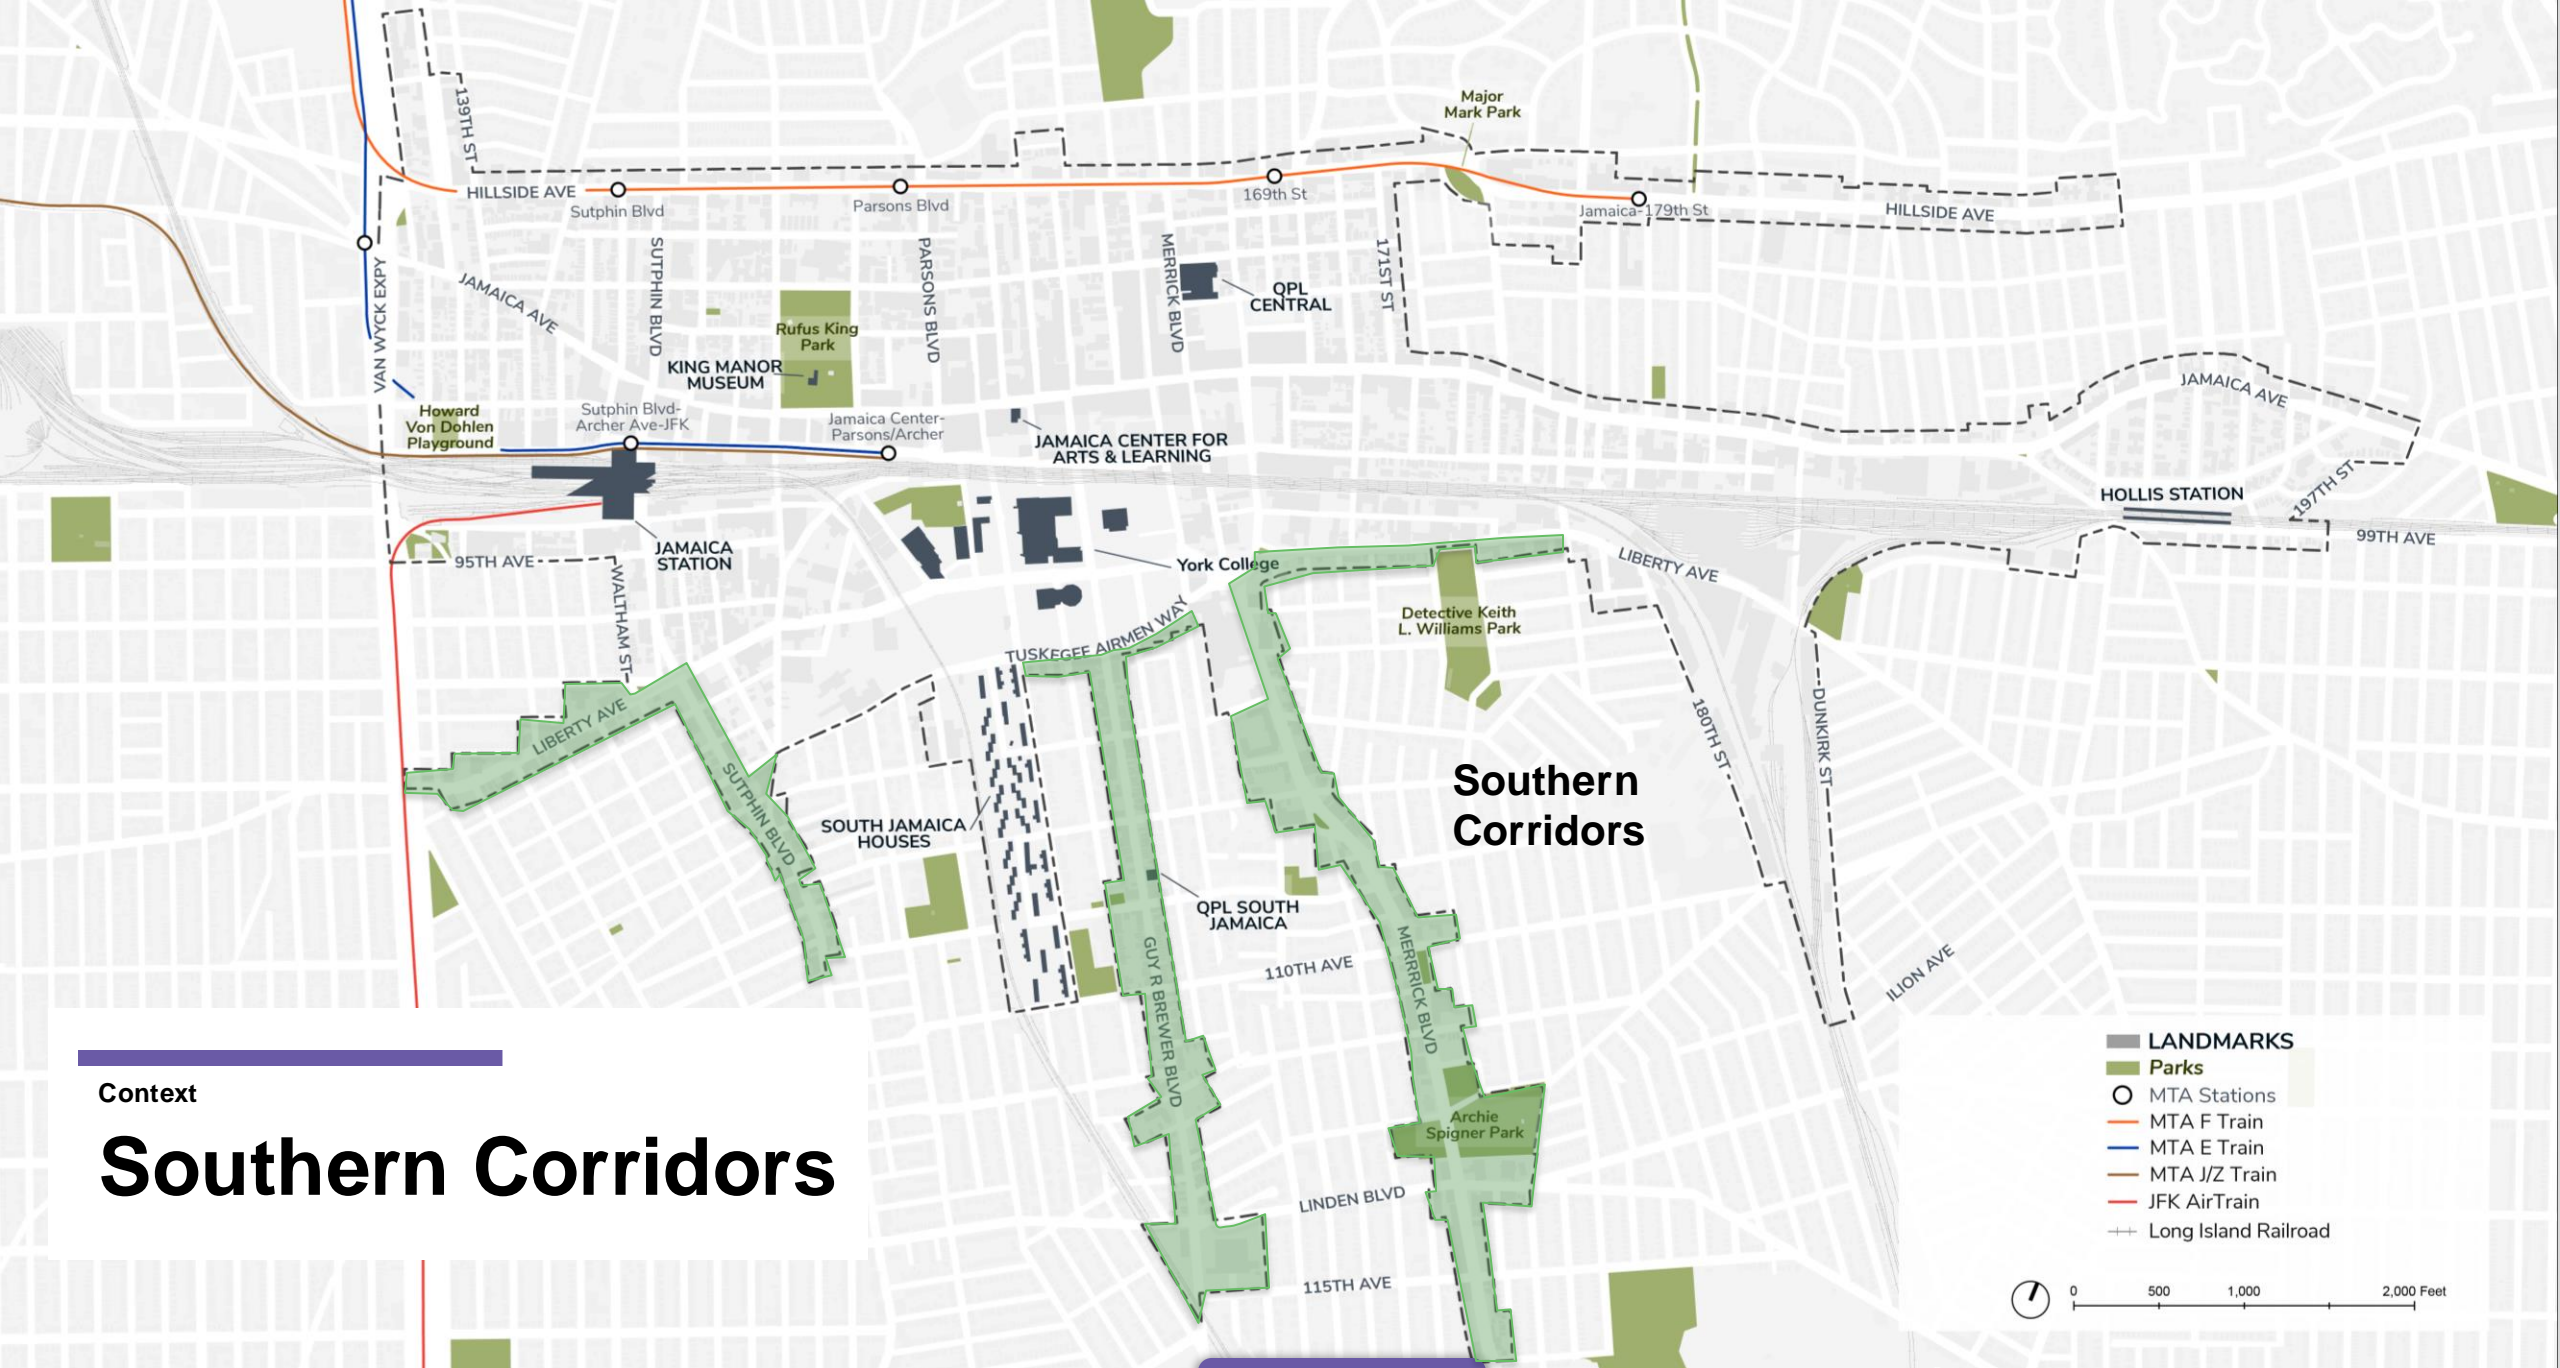 Major
Mark Park
139TH ST
HILLSIDE AVE
Sutphin Blvd
Parsons Blvd
169th St
Jamaica-179th St
HILLSIDE AVE
VAN WYCK EXPY
JAMAICA AVE
SUTPHIN BLVD
PARSONS BLVD
MERRICK BLVD
171ST ST
QPL
CENTRAL
Rufus King
Park
KING MANOR
MUSEUM
JAMAICA AVE
Howard
Von Dohlen
Playground
Sutphin Blvd-
Archer Ave-JFK
Jamaica Center-
Parsons/Archer
JAMAICA CENTER FOR
ARTS & LEARNING
HOLLIS STATION
197TH ST
99TH AVE
JAMAICA
STATION
95TH AVE
WALTHAM ST
York College
LIBERTY AVE
TUSKEGEE AIRMEN WAY
Detective Keith
L. Williams Park
180TH ST
DUNKIRK ST
LIBERTY AVE
SUTPHIN BLVD
SOUTH JAMAICA
HOUSES
Southern
Corridors
QPL SOUTH
JAMAICA
GUY R BREWER BLVD
110TH AVE
MERRRICK BLVD
ILION AVE
Archie
Spigner Park
LINDEN BLVD
115TH AVE
Context
Southern Corridors
LANDMARKS
Parks
MTA Stations
MTA F Train
MTA E Train
MTA J/Z Train
JFK AirTrain
Long Island Railroad
0 500 1,000 2,000 Feet